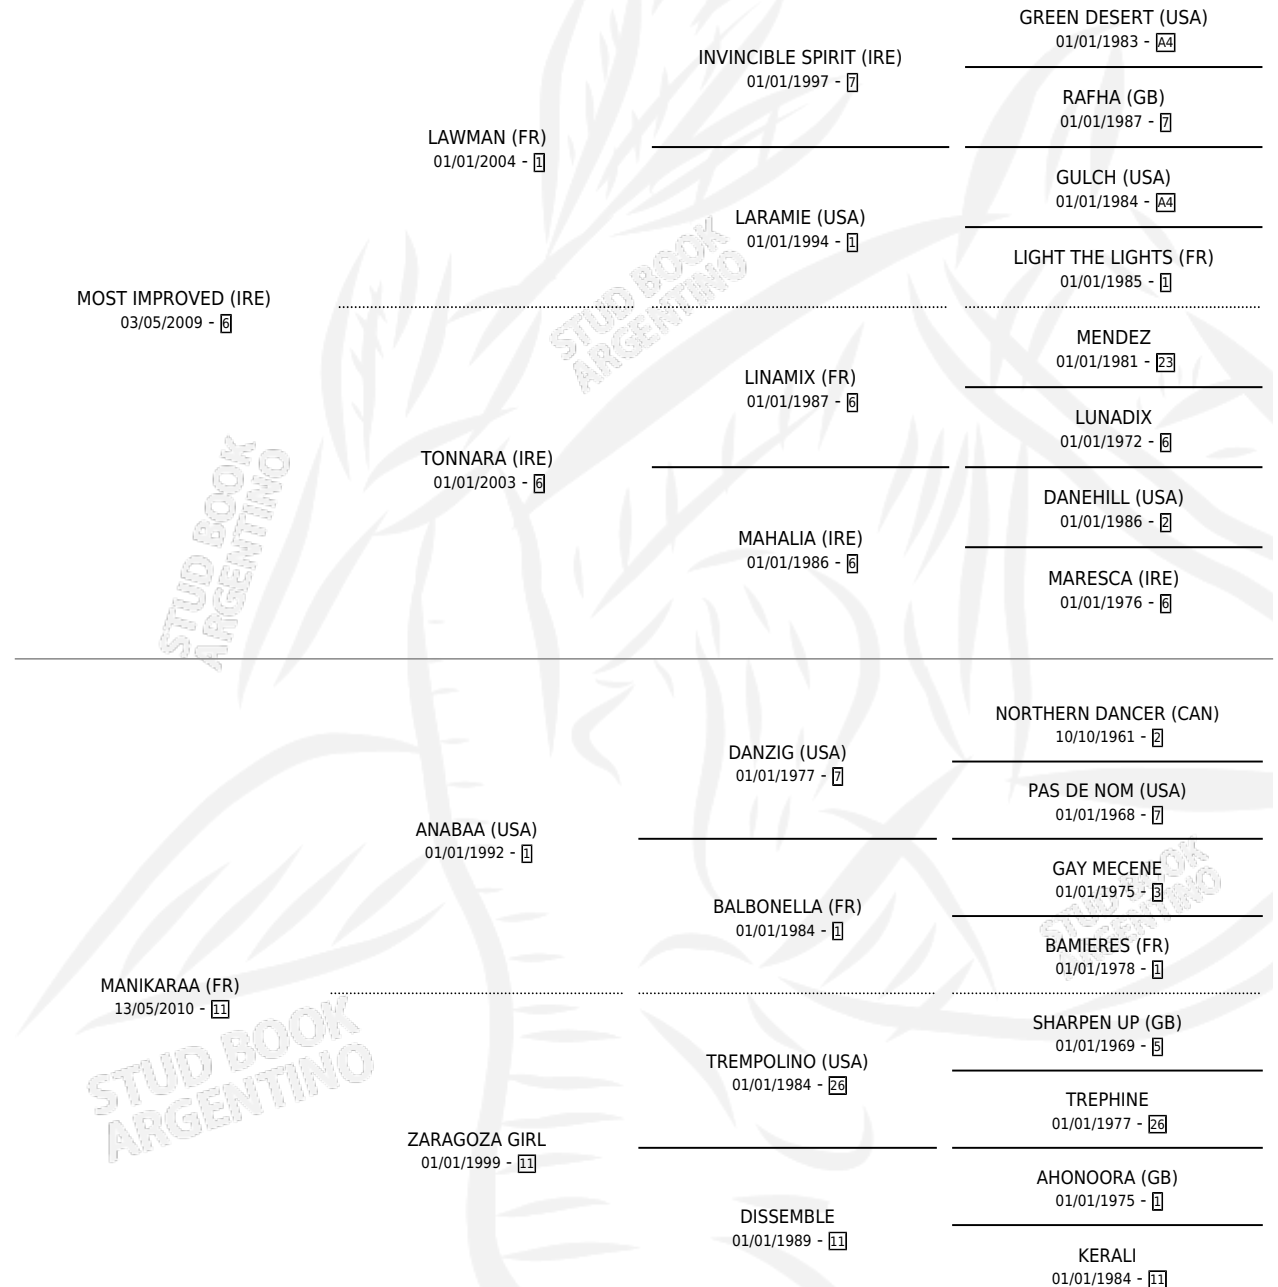 GREEN DESERT (USA)
01/01/1983 - A4
INVINCIBLE SPIRIT (IRE)
01/01/1997 - 7
RAFHA (GB)
01/01/1987 - 7
LAWMAN (FR)
01/01/2004 - 1
GULCH (USA)
01/01/1984 - A4
LARAMIE (USA)
01/01/1994 - 1
LIGHT THE LIGHTS (FR)
01/01/1985 - 1
MOST IMPROVED (IRE)
03/05/2009 - 6
STUD BOOK
ARGENTINO
MENDEZ
01/01/1981 - 23
LINAMIX (FR)
01/01/1987 - 6
LUNADIX
01/01/1972 - 6
TONNARA (IRE)
01/01/2003 - 6
DANEHILL (USA)
01/01/1986 - 2
MAHALIA (IRE)
01/01/1986 - 6
MARESCA (IRE)
01/01/1976 - 6
STUD BOOK
ARGENTINO
NORTHERN DANCER (CAN)
10/10/1961 - 2
DANZIG (USA)
01/01/1977 - 7
PAS DE NOM (USA)
01/01/1968 - 7
ANABAA (USA)
01/01/1992 - 1
GAY MECENE
01/01/1975 - 3
BALBONELLA (FR)
01/01/1984 - 1
STUD BOOK
ARGENTINO
BAMIERES (FR)
01/01/1978 - 1
MANIKARAA (FR)
13/05/2010 - 11
STUD BOOK
ARGENTINO
SHARPEN UP (GB)
01/01/1969 - 5
TREMPOLINO (USA)
01/01/1984 - 26
TREPHINE
01/01/1977 - 26
ZARAGOZA GIRL
01/01/1999 - 11
AHONOORA (GB)
01/01/1975 - 1
DISSEMBLE
01/01/1989 - 11
KERALI
01/01/1984 - 11